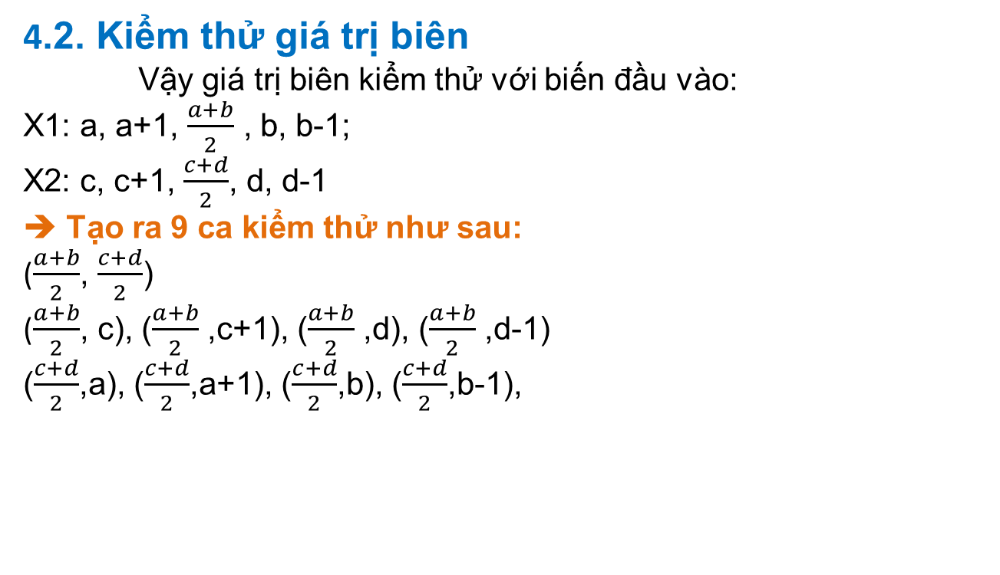 4.2. Kiểm thử giá trị biên
Vậy giá trị biên kiểm thử với biến đầu vào:
X1: a, a+1, \frac{a+b}{2} , b, b-1;
X2: c, c+1, \frac{c+d}{2}, d, d-1
➔ Tạo ra 9 ca kiểm thử như sau:
(\frac{a+b}{2}, \frac{c+d}{2})
(\frac{a+b}{2}, c), (\frac{a+b}{2} ,c+1), (\frac{a+b}{2} ,d), (\frac{a+b}{2} ,d-1)
(\frac{c+d}{2},a), (\frac{c+d}{2},a+1), (\frac{c+d}{2},b), (\frac{c+d}{2},b-1),